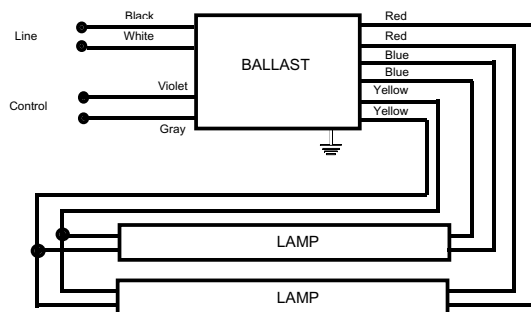 Line
Black
White
Control
Violet
Gray
BALLAST
Red
Red
Blue
Blue
Yellow
Yellow
LAMP
LAMP